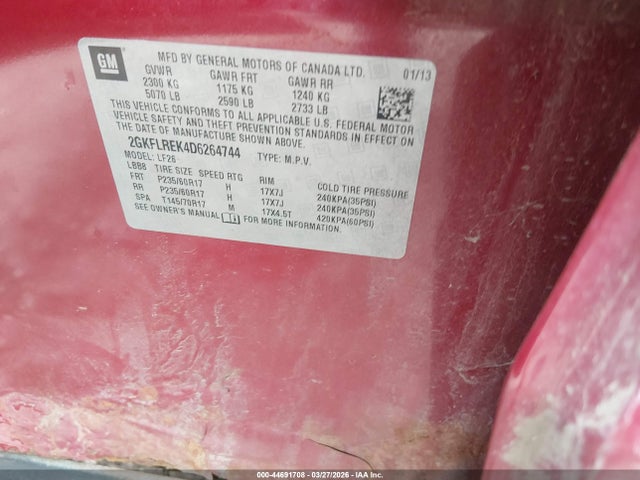 GM
MFD BY GENERAL MOTORS OF CANADA LTD. 01/13
GVWR GAWR FRT GAWR RR
2300 KG 1175 KG 1240 KG
5070 LB 2590 LB 2733 LB
THIS VEHICLE CONFORMS TO ALL APPLICABLE U.S. FEDERAL MOTOR
VEHICLE SAFETY AND THEFT PREVENTION STANDARDS IN EFFECT ON
THE DATE OF MANUFACTURE SHOWN ABOVE.
2GKFLREK4D6264744 TYPE: M.P.V.
MODEL: LF26
LBB8 TIRE SIZE SPEED RTG RIM COLD TIRE PRESSURE
FRT P235/60R17 H 17X7J 240KPA(35PSI)
RR P235/60R17 H 17X7J 240KPA(35PSI)
SPA T145/70R17 M 17X4.5T 420KPA(60PSI)
SEE OWNER'S MANUAL FOR MORE INFORMATION.
000-44691708 - 03/27/2026 - IAA Inc.